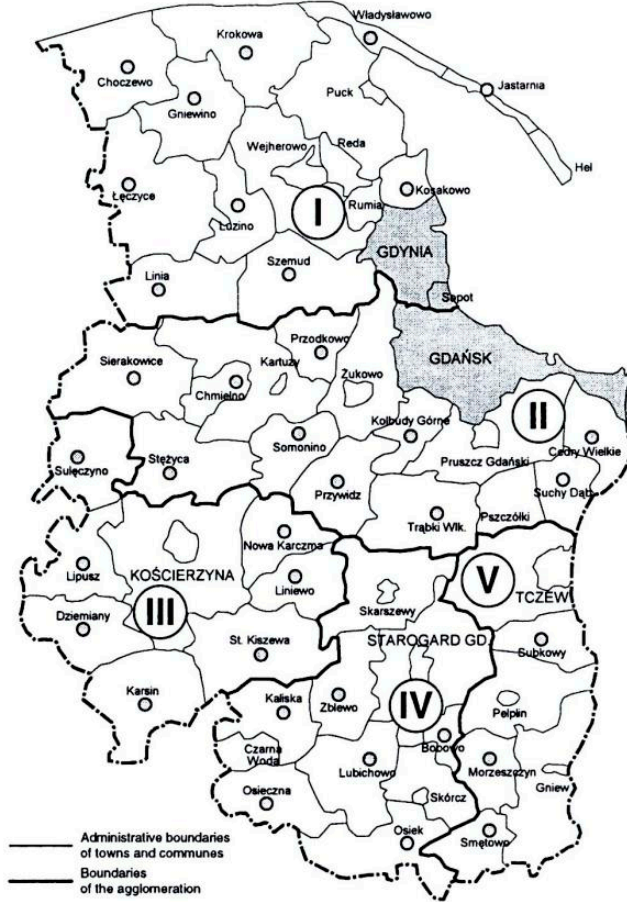 Władysławowo
Krokowa
Choczewo
Jastarnia
Puck
Gniewino
Wejherowo
Reda
Hel
Łęczyce
Kosakowo
Luzino
I
Rumia
GDYNIA
Szemud
Linia
Sopot
Przodkowo
GDAŃSK
Sierakowice
Kartuzy
Żukowo
Chmielno
II
Kolbudy Górne
Somonino
Cedry Wielkie
Sulęczyno
Stężyca
Pruszcz Gdański
Przywidz
Suchy Dąb
Trąbki Wlk.
Pszczółki
Nowa Karczma
Lipusz
KOŚCIERZYNA
V
Liniewo
TCZEW
III
Skarszewy
Dziemiany
St. Kiszewa
STAROGARD GD.
Subkowy
Karsin
Kaliska
Zblewo
IV
Pelplin
Czarna
Woda
Bobowo
Lubichowo
Morzeszczyn
Gniew
Osieczna
Skórcz
Osiek
Smętowo
Administrative boundaries
of towns and communes
Boundaries
of the agglomeration